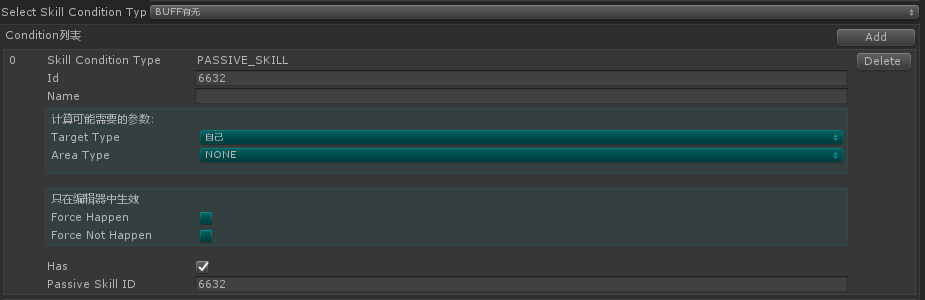 Select Skill Condition Typ BUFF有无
Condition列表 Add
0 Skill Condition Type PASSIVE_SKILL Delete
Id 6632
Name
计算可能需要的参数:
Target Type 自己
Area Type NONE
只在编辑器中生效
Force Happen
Force Not Happen
Has
Passive Skill ID 6632